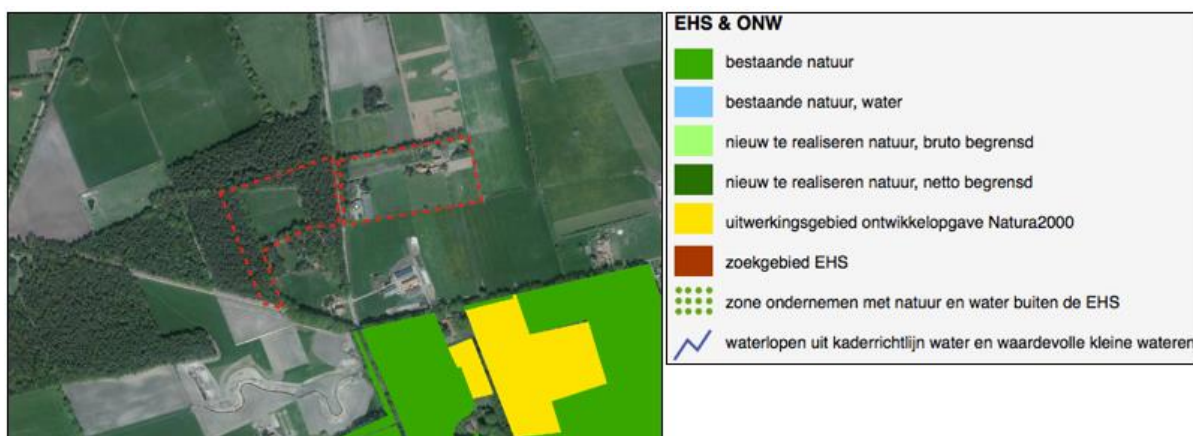 EHS & ONW
bestaande natuur
bestaande natuur, water
nieuw te realiseren natuur, bruto begrensd
nieuw te realiseren natuur, netto begrensd
uitwerkingsgebied ontwikkelopgave Natura2000
zoekgebied EHS
zone ondernemen met natuur en water buiten de EHS
waterlopen uit kaderrichtlijn water en waardevolle kleine wateren